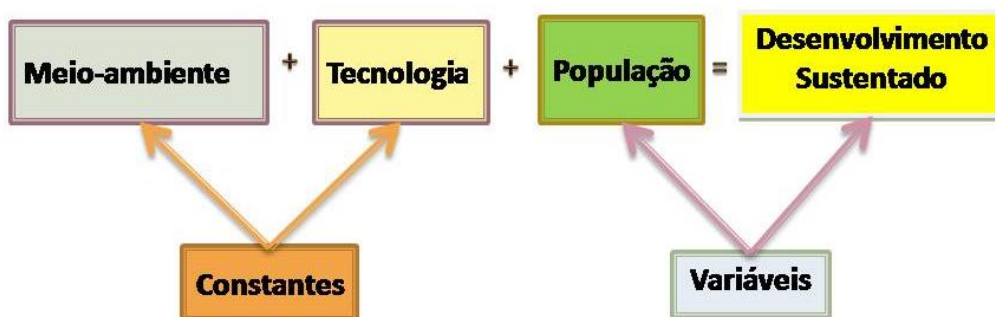 Meio-ambiente + Tecnologia + População = Desenvolvimento
Sustentado
Constantes
Variáveis